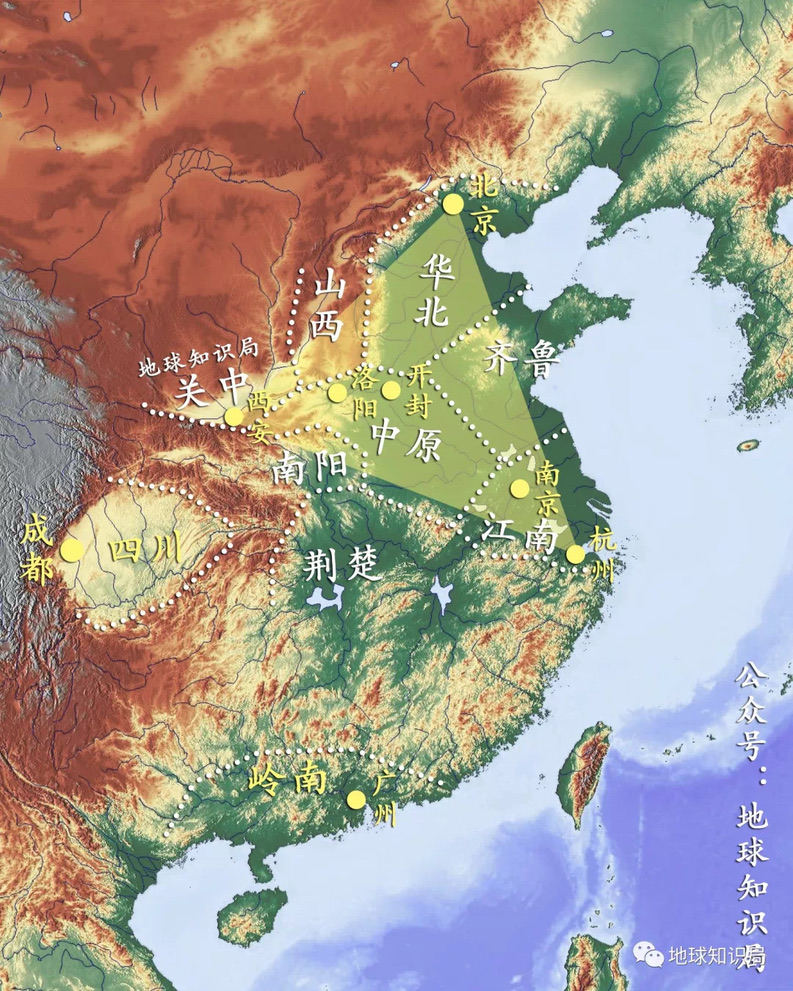 北京
华北
山西
地球知识局
关中
齐鲁
洛阳
开封
西安
中原
南阳
南京
成都
四川
江南
杭州
荆楚
岭南
广州
公众号：地球知识局
地球知识局